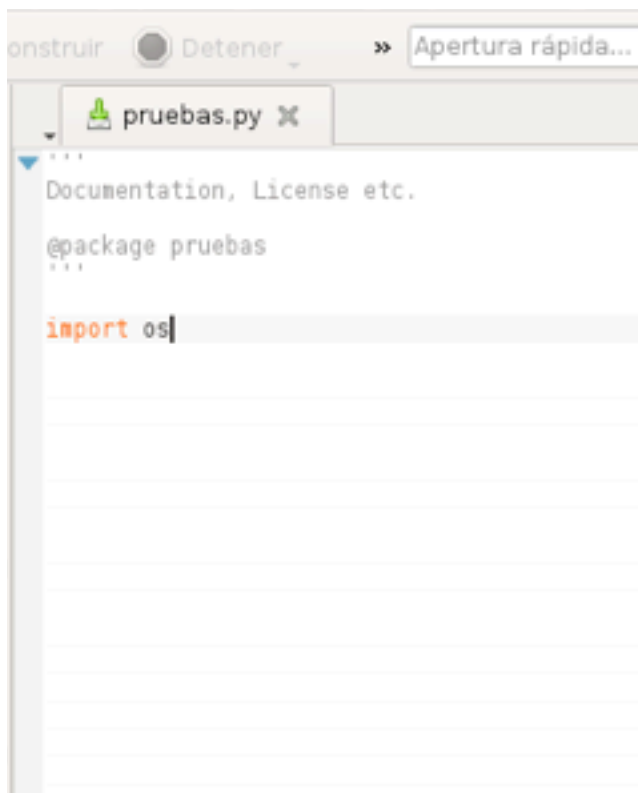 onstruir Detener » Apertura rápida...
pruebas.py
'''
Documentation, License etc.
@package pruebas
'''
import os